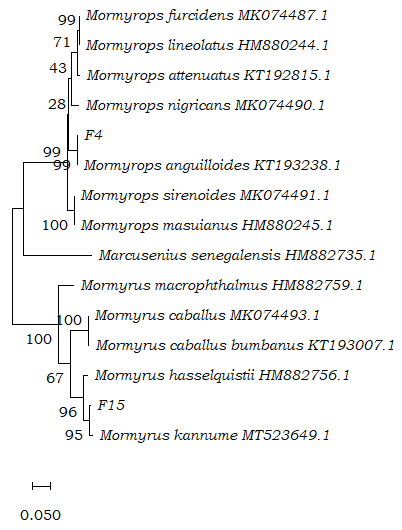 99
Mormyrops furcidens MK074487.1
71
Mormyrops lineolatus HM880244.1
43
Mormyrops attenuatus KT192815.1
28
Mormyrops nigricans MK074490.1
F4
99
99
Mormyrops anguilloides KT193238.1
Mormyrops sirenoides MK074491.1
100
Mormyrops masuianus HM880245.1
Marcusenius senegalensis HM882735.1
Mormyrus macrophthalmus HM882759.1
100
Mormyrus caballus MK074493.1
100
Mormyrus caballus bumbanus KT193007.1
67
Mormyrus hasselquistii HM882756.1
96
F15
95
Mormyrus kannume MT523649.1
0.050